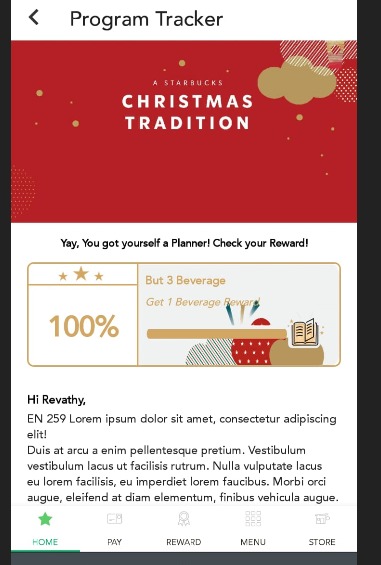 Program Tracker
A STARBUCKS
CHRISTMAS
TRADITION
Yay, You got yourself a Planner! Check your Reward!
But 3 Beverage
Get 1 Beverage Reward
100%
Hi Revathy,
EN 259 Lorem ipsum dolor sit amet, consectetur adipiscing
elit!
Duis at arcu a enim pellentesque pretium. Vestibulum
vestibulum lacus ut facilisis rutrum. Nulla vulputate lacus
eu lorem facilisis, eu imperdiet lorem faucibus. Morbi orci
augue, eleifend at diam elementum, finibus vehicula augue.
HOME PAY REWARD MENU STORE